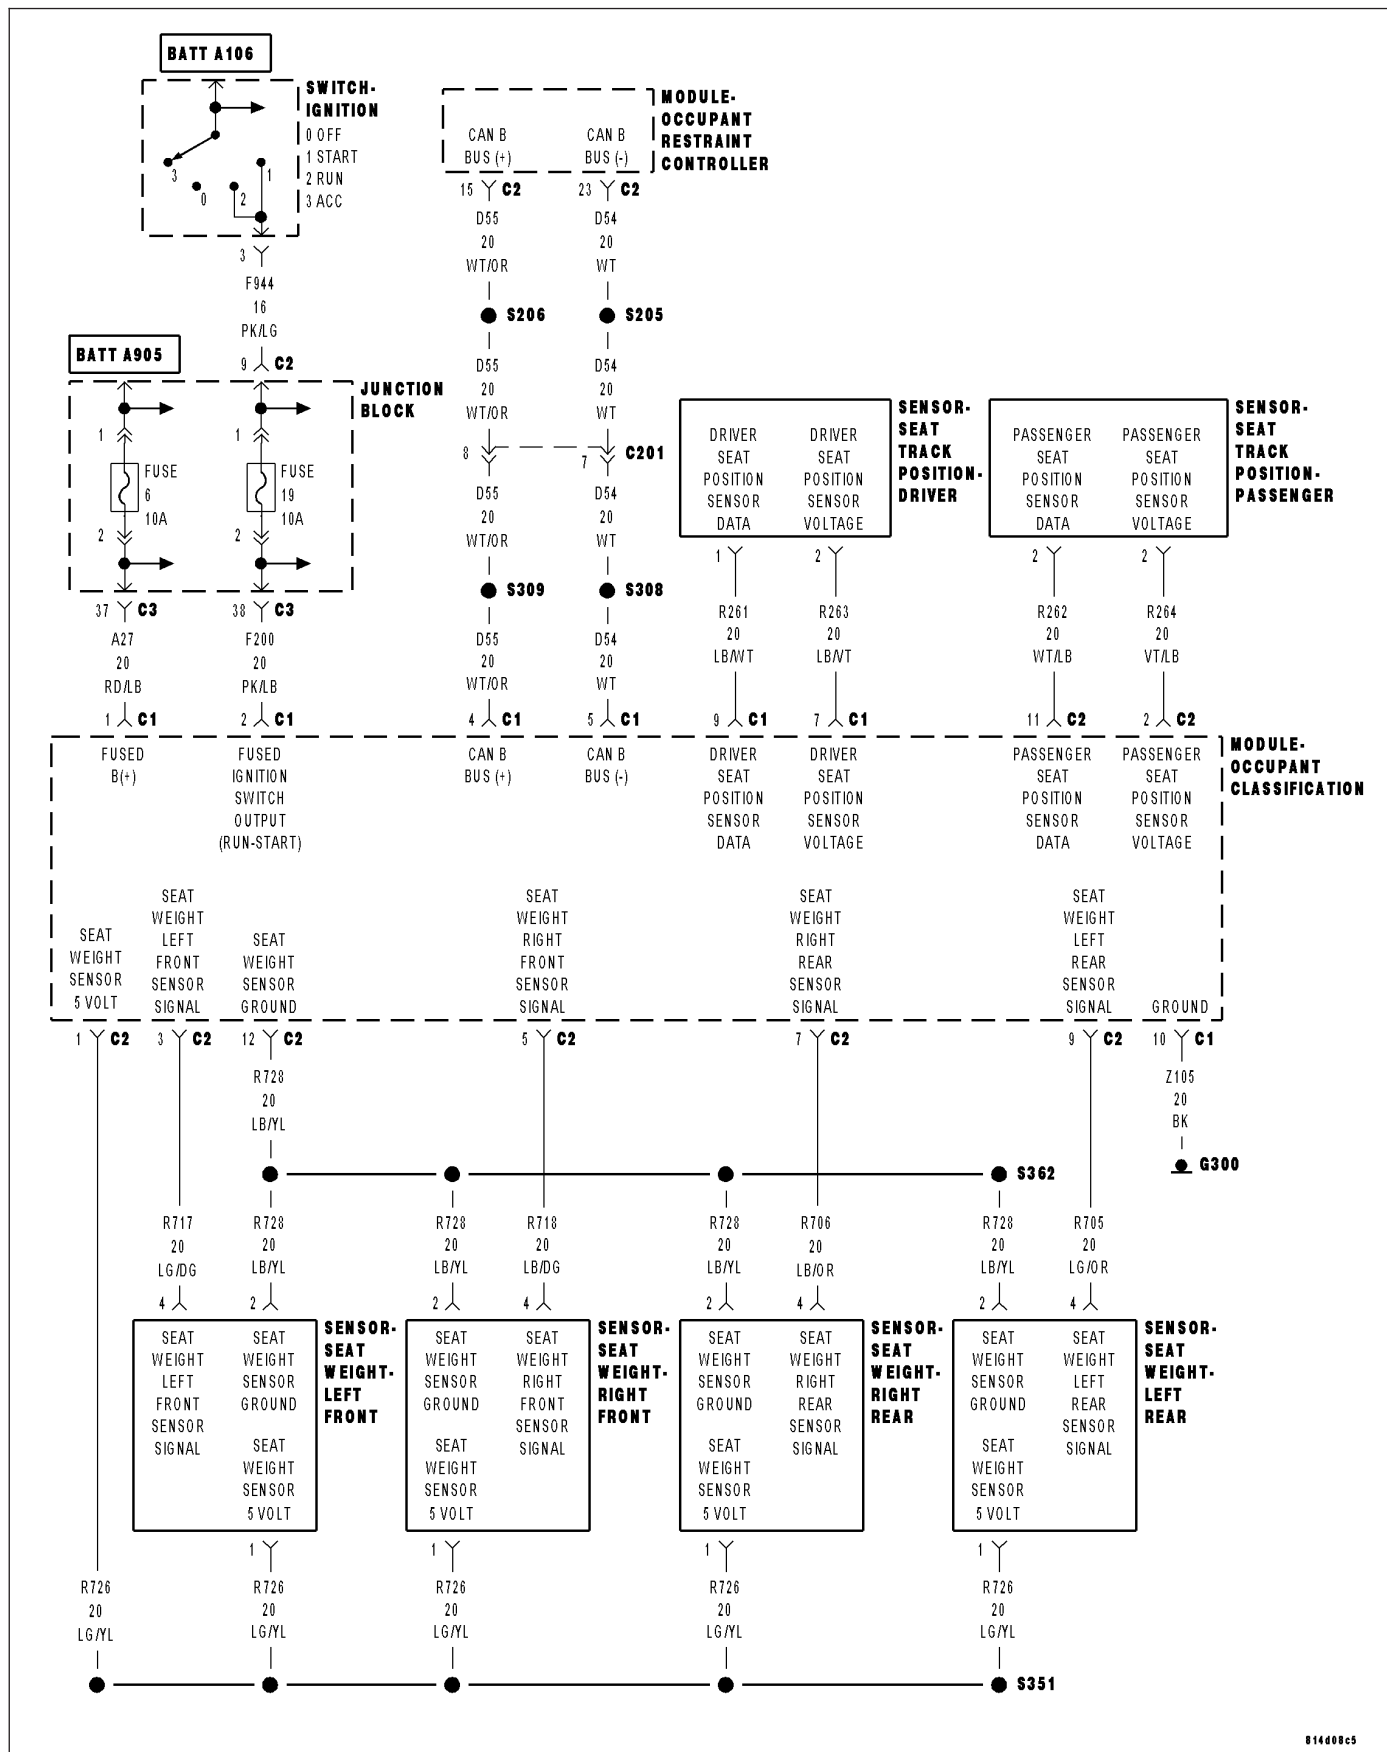 BATT A106
SWITCH-
IGNITION
0 OFF
1 START
2 RUN
3 ACC
3
0
2
1
3
F944
16
PK/LG
9 C2
MODULE-
OCCUPANT
RESTRAINT
CONTROLLER
CAN B
BUS (+)
CAN B
BUS (-)
15 C2
23 C2
D55
20
WT/OR
D54
20
WT
S206
S205
D55
20
WT/OR
D54
20
WT
8
7
C201
D55
20
WT/OR
D54
20
WT
S309
S308
D55
20
WT/OR
D54
20
WT
4 C1
5 C1
BATT A905
JUNCTION
BLOCK
1
FUSE
6
10A
2
1
FUSE
19
10A
2
37 C3
38 C3
A27
20
RD/LB
F200
20
PK/LB
1 C1
2 C1
SENSOR-
SEAT
TRACK
POSITION-
DRIVER
DRIVER
SEAT
POSITION
SENSOR
DATA
DRIVER
SEAT
POSITION
SENSOR
VOLTAGE
1
2
R261
20
LB/WT
R263
20
LB/VT
9 C1
7 C1
SENSOR-
SEAT
TRACK
POSITION-
PASSENGER
PASSENGER
SEAT
POSITION
SENSOR
DATA
PASSENGER
SEAT
POSITION
SENSOR
VOLTAGE
2
2
R262
20
WT/LB
R264
20
VT/LB
11 C2
2 C2
MODULE-
OCCUPANT
CLASSIFICATION
FUSED
B(+)
FUSED
IGNITION
SWITCH
OUTPUT
(RUN-START)
CAN B
BUS (+)
CAN B
BUS (-)
DRIVER
SEAT
POSITION
SENSOR
DATA
DRIVER
SEAT
POSITION
SENSOR
VOLTAGE
PASSENGER
SEAT
POSITION
SENSOR
DATA
PASSENGER
SEAT
POSITION
SENSOR
VOLTAGE
SEAT
WEIGHT
SENSOR
5 VOLT
SEAT
WEIGHT
LEFT
FRONT
SENSOR
SIGNAL
SEAT
WEIGHT
SENSOR
GROUND
SEAT
WEIGHT
RIGHT
FRONT
SENSOR
SIGNAL
SEAT
WEIGHT
RIGHT
REAR
SENSOR
SIGNAL
SEAT
WEIGHT
LEFT
REAR
SENSOR
SIGNAL
GROUND
1 C2
3 C2
12 C2
5 C2
7 C2
9 C2
10 C1
R728
20
LB/YL
Z105
20
BK
G300
S362
R717
20
LG/DG
R728
20
LB/YL
R728
20
LB/YL
R718
20
LB/DG
R728
20
LB/YL
R706
20
LB/OR
R728
20
LB/YL
R705
20
LG/OR
4
2
2
4
2
4
2
4
SEAT
WEIGHT
LEFT
FRONT
SENSOR
SIGNAL
SEAT
WEIGHT
SENSOR
GROUND
SEAT
WEIGHT
SENSOR
5 VOLT
SENSOR-
SEAT
WEIGHT-
LEFT
FRONT
SEAT
WEIGHT
SENSOR
GROUND
SEAT
WEIGHT
SENSOR
5 VOLT
SEAT
WEIGHT
RIGHT
FRONT
SENSOR
SIGNAL
SENSOR-
SEAT
WEIGHT-
RIGHT
FRONT
SEAT
WEIGHT
SENSOR
GROUND
SEAT
WEIGHT
SENSOR
5 VOLT
SEAT
WEIGHT
RIGHT
REAR
SENSOR
SIGNAL
SENSOR-
SEAT
WEIGHT-
RIGHT
REAR
SEAT
WEIGHT
SENSOR
GROUND
SEAT
WEIGHT
SENSOR
5 VOLT
SEAT
WEIGHT
LEFT
REAR
SENSOR
SIGNAL
SENSOR-
SEAT
WEIGHT-
LEFT
REAR
1
1
1
1
R726
20
LG/YL
R726
20
LG/YL
R726
20
LG/YL
R726
20
LG/YL
R726
20
LG/YL
S351
814d08c5